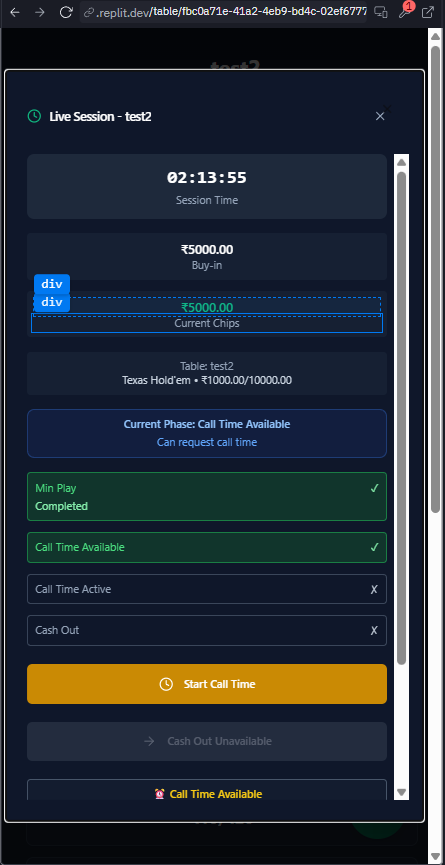 .replit.dev/table/fbc0a71e-41a2-4eb9-bd4c-02ef6777
1
test2
Live Session - test2
02:13:55
Session Time
₹5000.00
Buy-in
div
div
₹5000.00
Current Chips
Table: test2
Texas Hold'em • ₹1000.00/10000.00
Current Phase: Call Time Available
Can request call time
Min Play ✓
Completed
Call Time Available ✓
Call Time Active ✗
Cash Out ✗
Start Call Time
→ Cash Out Unavailable
⏰ Call Time Available